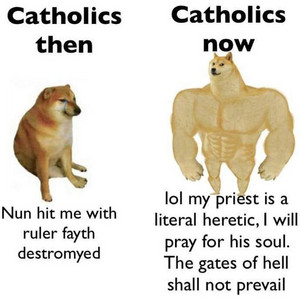 Catholics
then
Nun hit me with
ruler fayth
destromyed
Catholics
now
lol my priest is a
literal heretic, I will
pray for his soul.
The gates of hell
shall not prevail